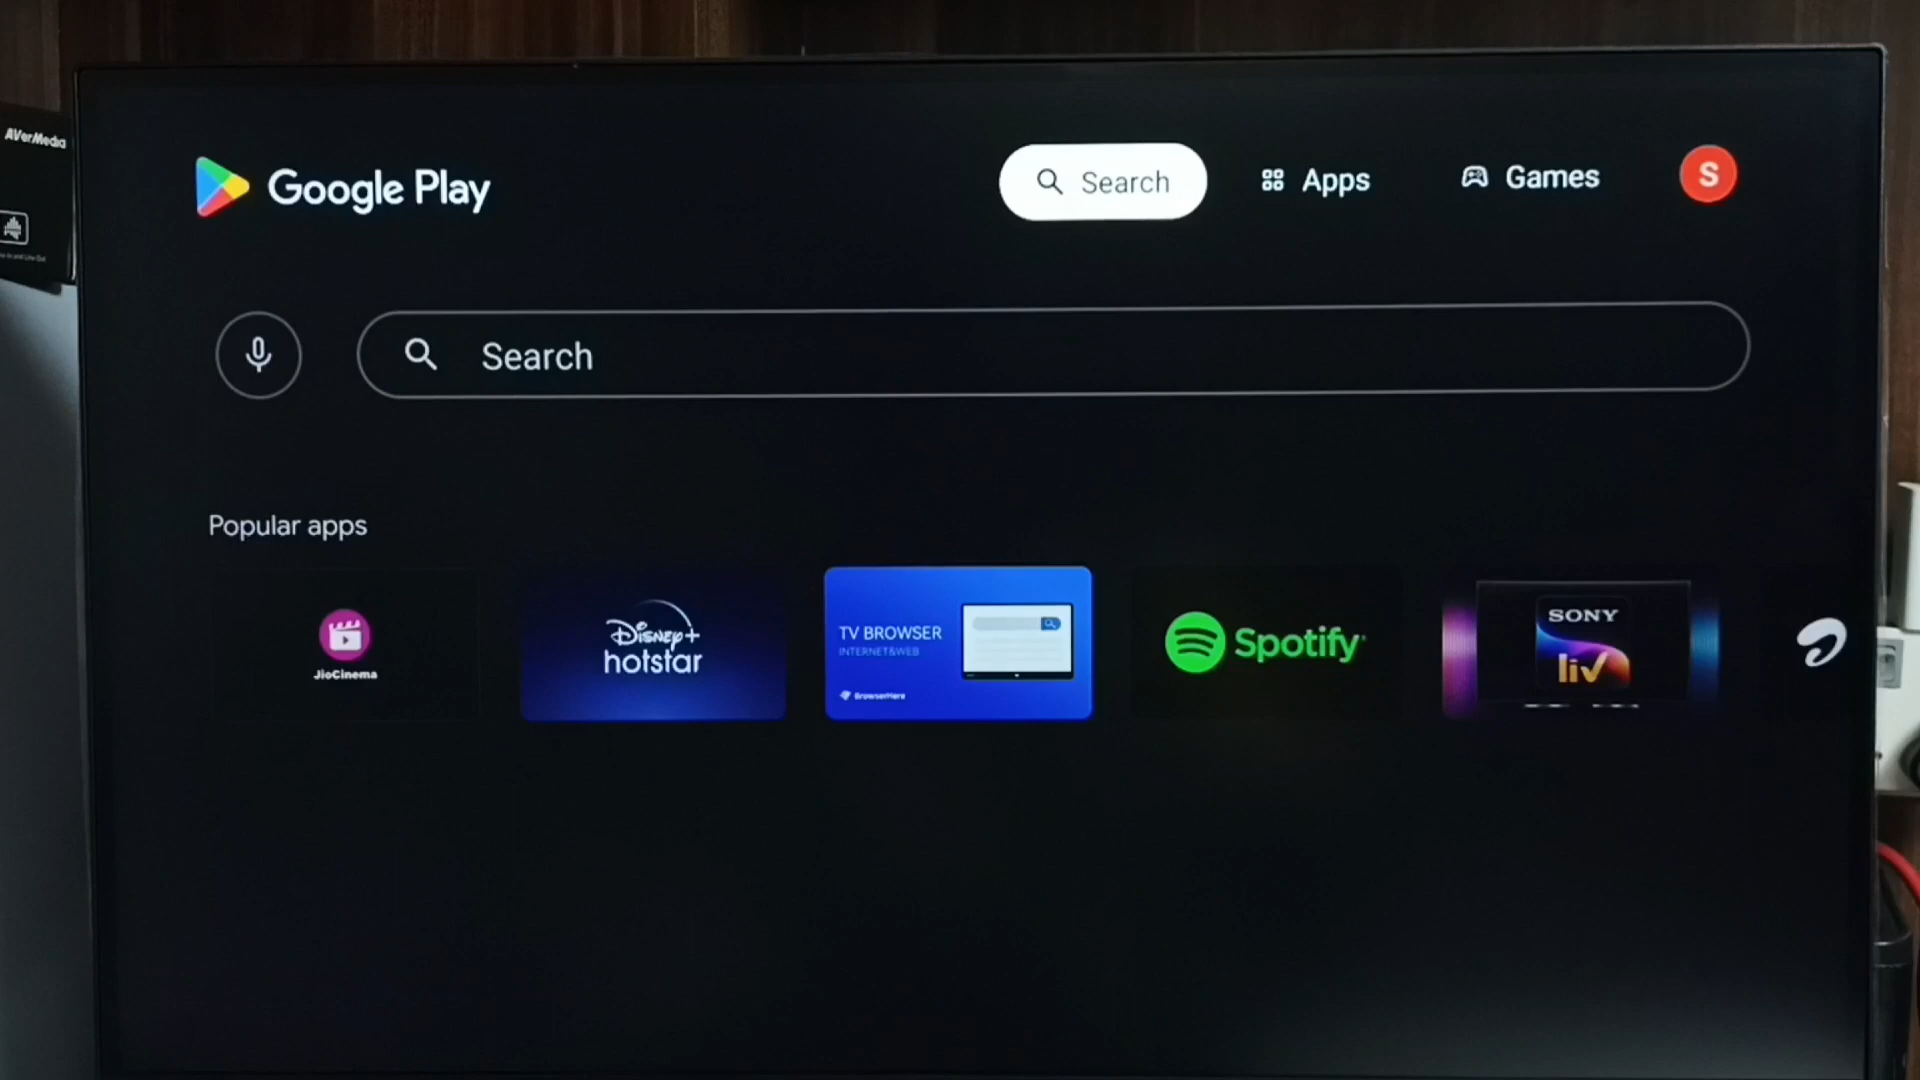 AVerMedia
Google Play
Search
Apps
Games
S
Search
Popular apps
JioCinema
Disney+
hotstar
TV BROWSER
INTERNET&WEB
BrowserHere
Spotify
SONY
liv